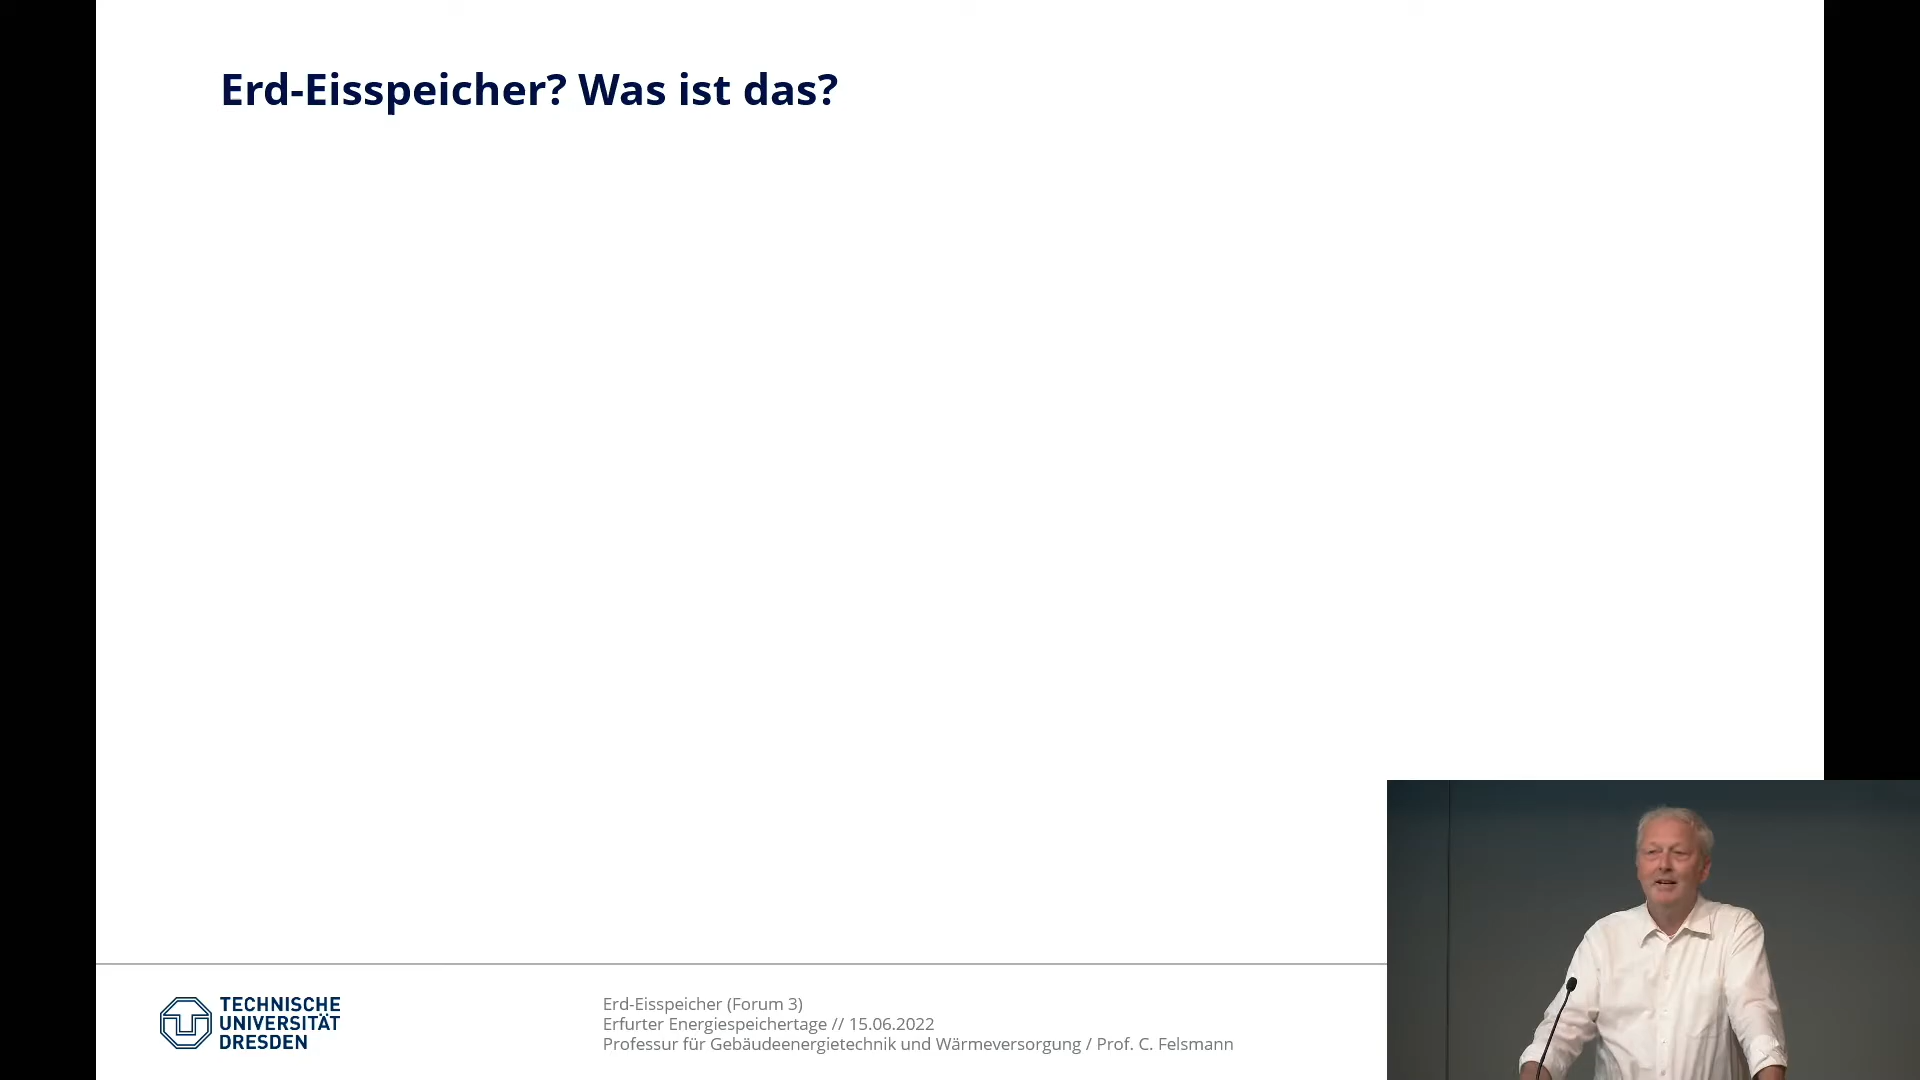 Erd-Eisspeicher? Was ist das?
TECHNISCHE
UNIVERSITÄT
DRESDEN
Erd-Eisspeicher (Forum 3)
Erfurter Energiespeichertage // 15.06.2022
Professur für Gebäudeenergietechnik und Wärmeversorgung / Prof. C. Felsmann